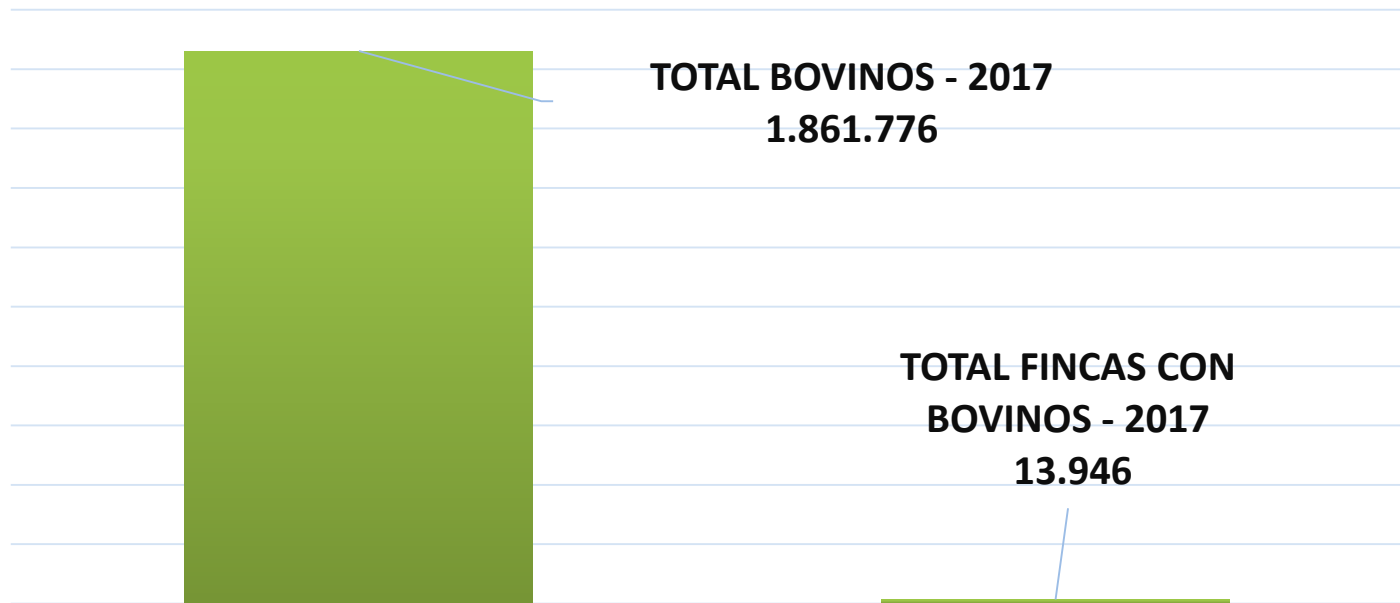 TOTAL BOVINOS - 2017
1.861.776
TOTAL FINCAS CON
BOVINOS - 2017
13.946